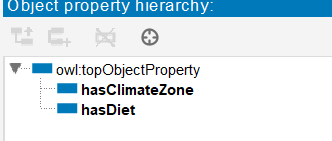 Object property hierarchy:
owl:topObjectProperty
hasClimateZone
hasDiet